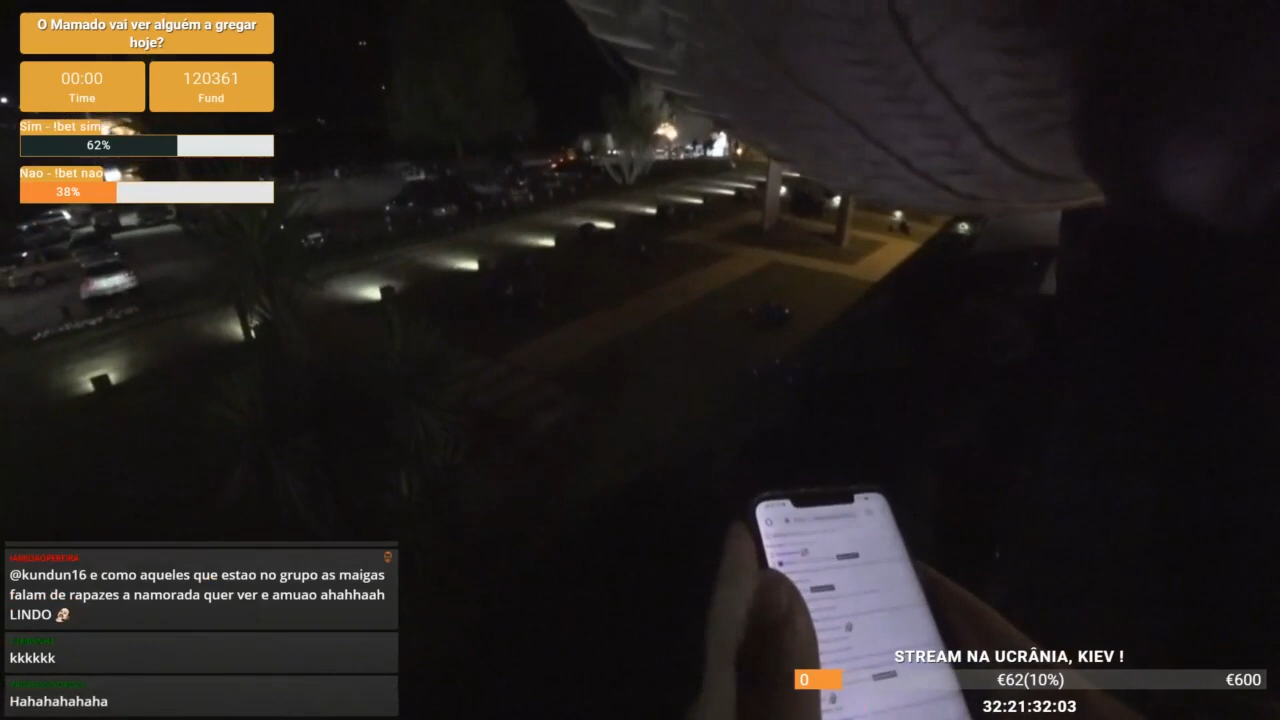 O Mamado vai ver alguém a gregar
hoje?
00:00
120361
Time
Fund
Sim - !bet sim
62%
Nao - !bet nao
38%
@kundun16 e como aqueles que estao no grupo as maigas
falam de rapazes a namorada quer ver e amuao ahahhaah
LINDO
kkkkkk
Hahahahahaha
STREAM NA UCRÂNIA, KIEV !
0
€62(10%)
€600
32:21:32:03